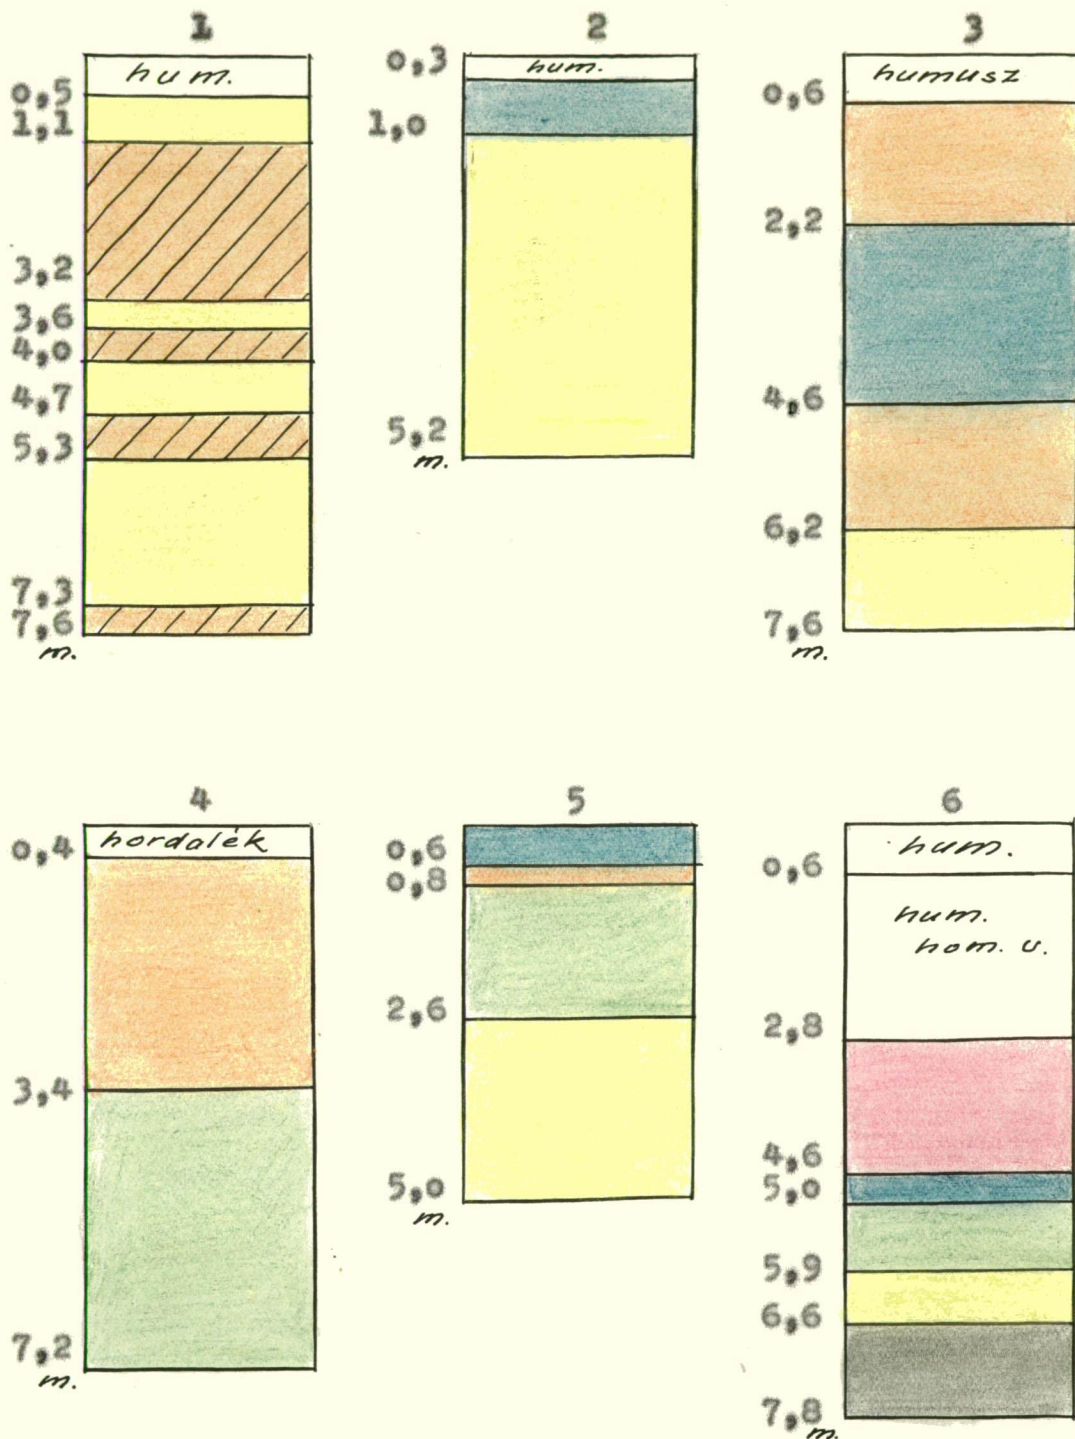 1
hum.
0,5
1,1
3,2
3,6
4,0
4,7
5,3
7,3
7,6
m.
2
0,3
hum.
1,0
5,2
m.
3
humusz
0,6
2,2
4,6
6,2
7,6
m.
4
hordalék
0,4
3,4
7,2
m.
5
0,6
0,8
2,6
5,0
m.
6
hum.
0,6
hum.
hom. v.
2,8
4,6
5,0
5,9
6,6
7,8
m.